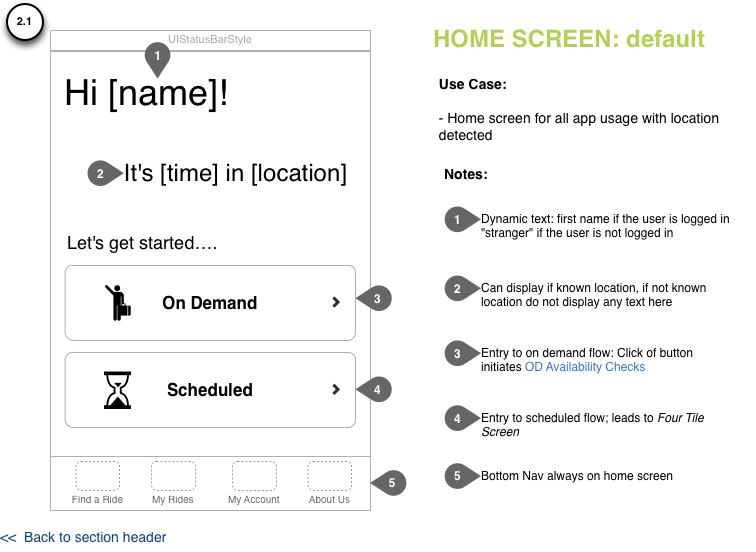 2.1
UIStatusBarStyle
1
Hi [name]!
2
It's [time] in [location]
Let's get started....
On Demand
3
Scheduled
4
Find a Ride
My Rides
My Account
About Us
5
<< Back to section header
HOME SCREEN: default
Use Case:
- Home screen for all app usage with location
detected
Notes:
1
Dynamic text: first name if the user is logged in
"stranger" if the user is not logged in
2
Can display if known location, if not known
location do not display any text here
3
Entry to on demand flow: Click of button
initiates OD Availability Checks
4
Entry to scheduled flow; leads to Four Tile
Screen
5
Bottom Nav always on home screen